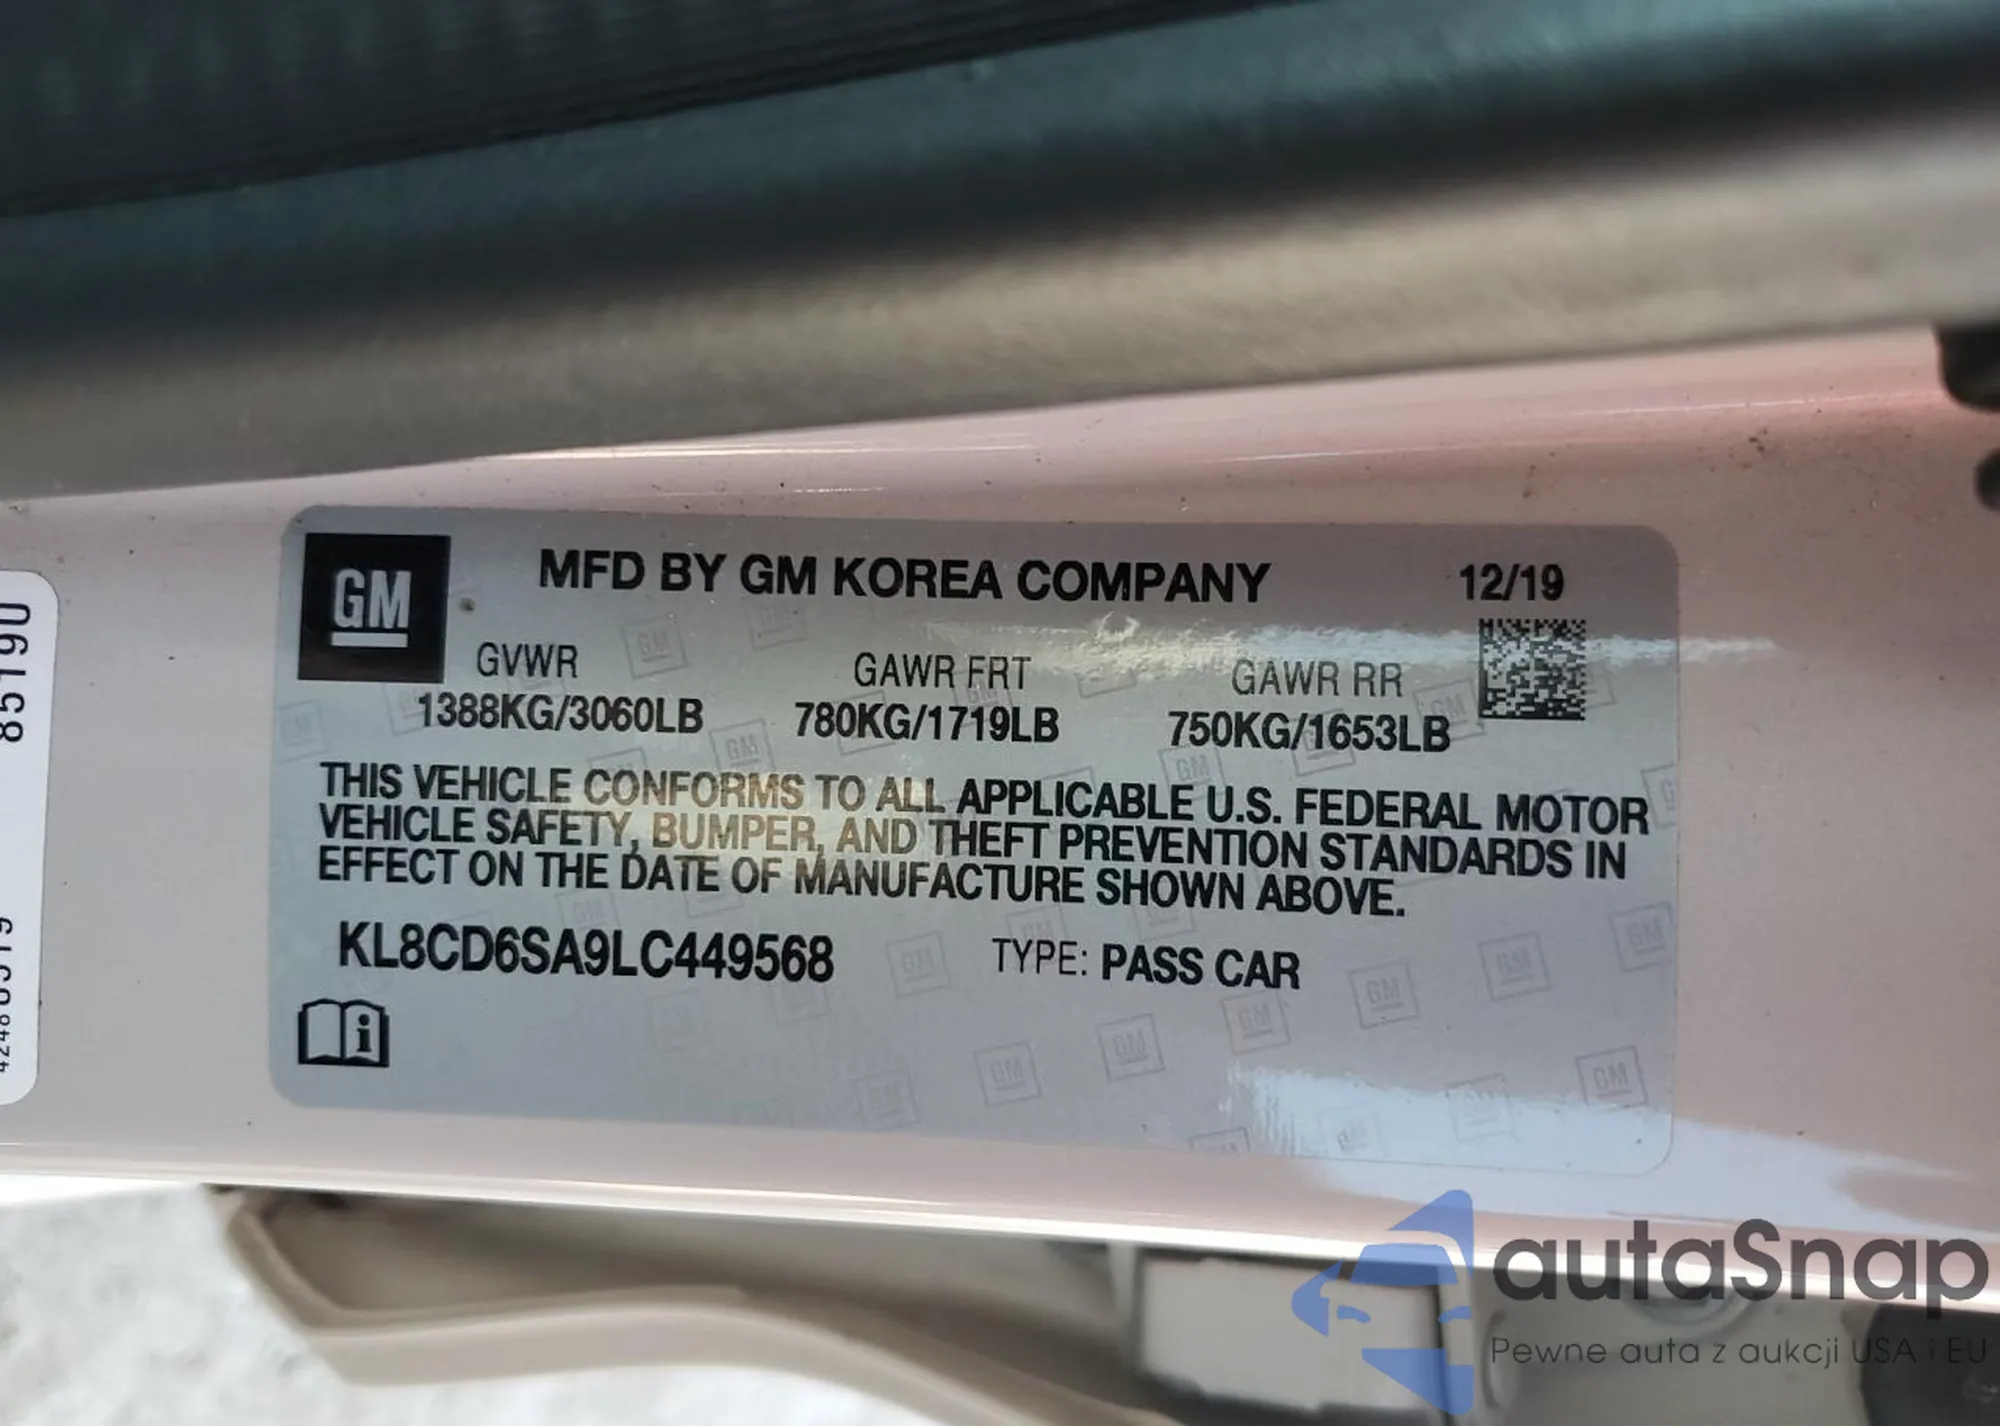 GM
MFD BY GM KOREA COMPANY 12/19
GVWR GAWR FRT GAWR RR
1388KG/3060LB 780KG/1719LB 750KG/1653LB
THIS VEHICLE CONFORMS TO ALL APPLICABLE U.S. FEDERAL MOTOR
VEHICLE SAFETY, BUMPER, AND THEFT PREVENTION STANDARDS IN
EFFECT ON THE DATE OF MANUFACTURE SHOWN ABOVE.
KL8CD6SA9LC449568 TYPE: PASS CAR
i
85190
autaSnap
Pewne auta z aukcji USA i EU